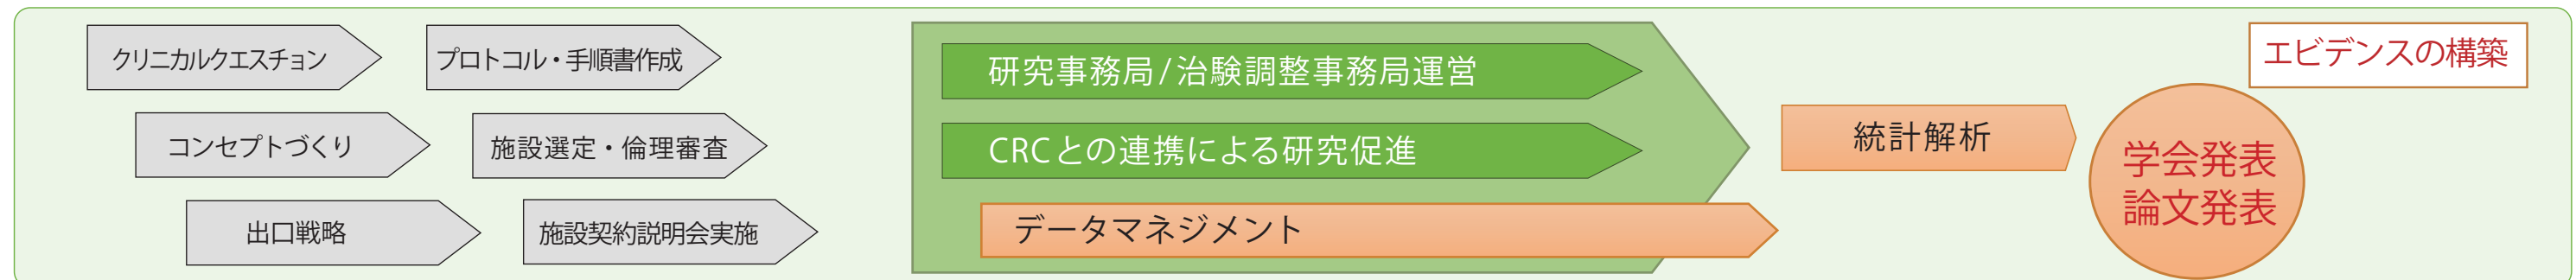 クリニカルクエスチョン
コンセプトづくり
出口戦略
プロトコル・手順書作成
施設選定・倫理審査
施設契約説明会実施
研究事務局/治験調整事務局運営
CRCとの連携による研究促進
データマネジメント
統計解析
エビデンスの構築
学会発表
論文発表